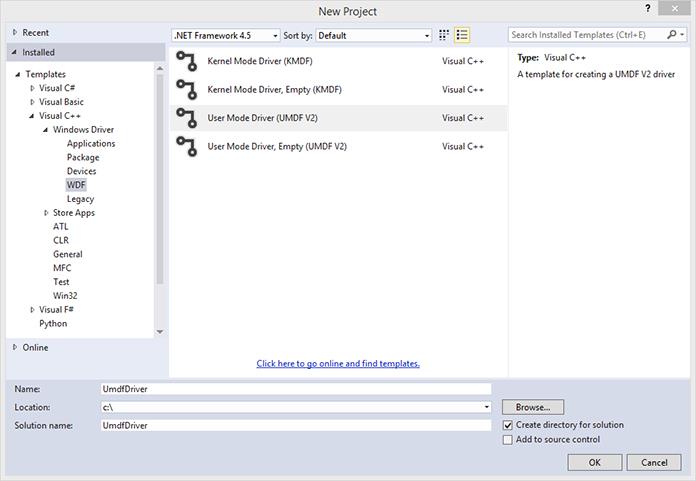 New Project
?
Recent
.NET Framework 4.5
Sort by:
Default
Search Installed Templates (Ctrl+E)
Installed
Templates
Visual C#
Visual Basic
Visual C++
Windows Driver
Applications
Package
Devices
WDF
Legacy
Store Apps
ATL
CLR
General
MFC
Test
Win32
Visual F#
Python
Online
Kernel Mode Driver (KMDF) Visual C++
Kernel Mode Driver, Empty (KMDF) Visual C++
User Mode Driver (UMDF V2) Visual C++
User Mode Driver, Empty (UMDF V2) Visual C++
Click here to go online and find templates.
Type: Visual C++
A template for creating a UMDF V2 driver
Name: UmdfDriver
Location: c:\ Browse...
Solution name: UmdfDriver
Create directory for solution
Add to source control
OK Cancel